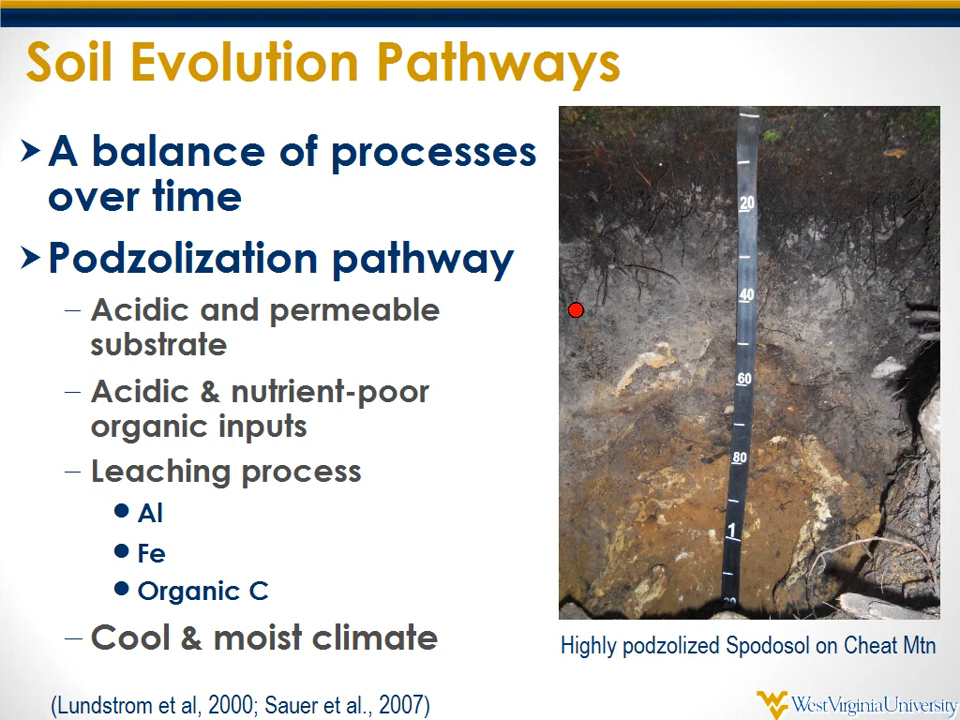 Soil Evolution Pathways
A balance of processes
over time
Podzolization pathway
– Acidic and permeable
substrate
– Acidic & nutrient-poor
organic inputs
– Leaching process
• Al
• Fe
• Organic C
– Cool & moist climate
(Lundstrom et al, 2000; Sauer et al., 2007)
20
40
60
80
1
Highly podzolized Spodosol on Cheat Mtn
WestVirginiaUniversity